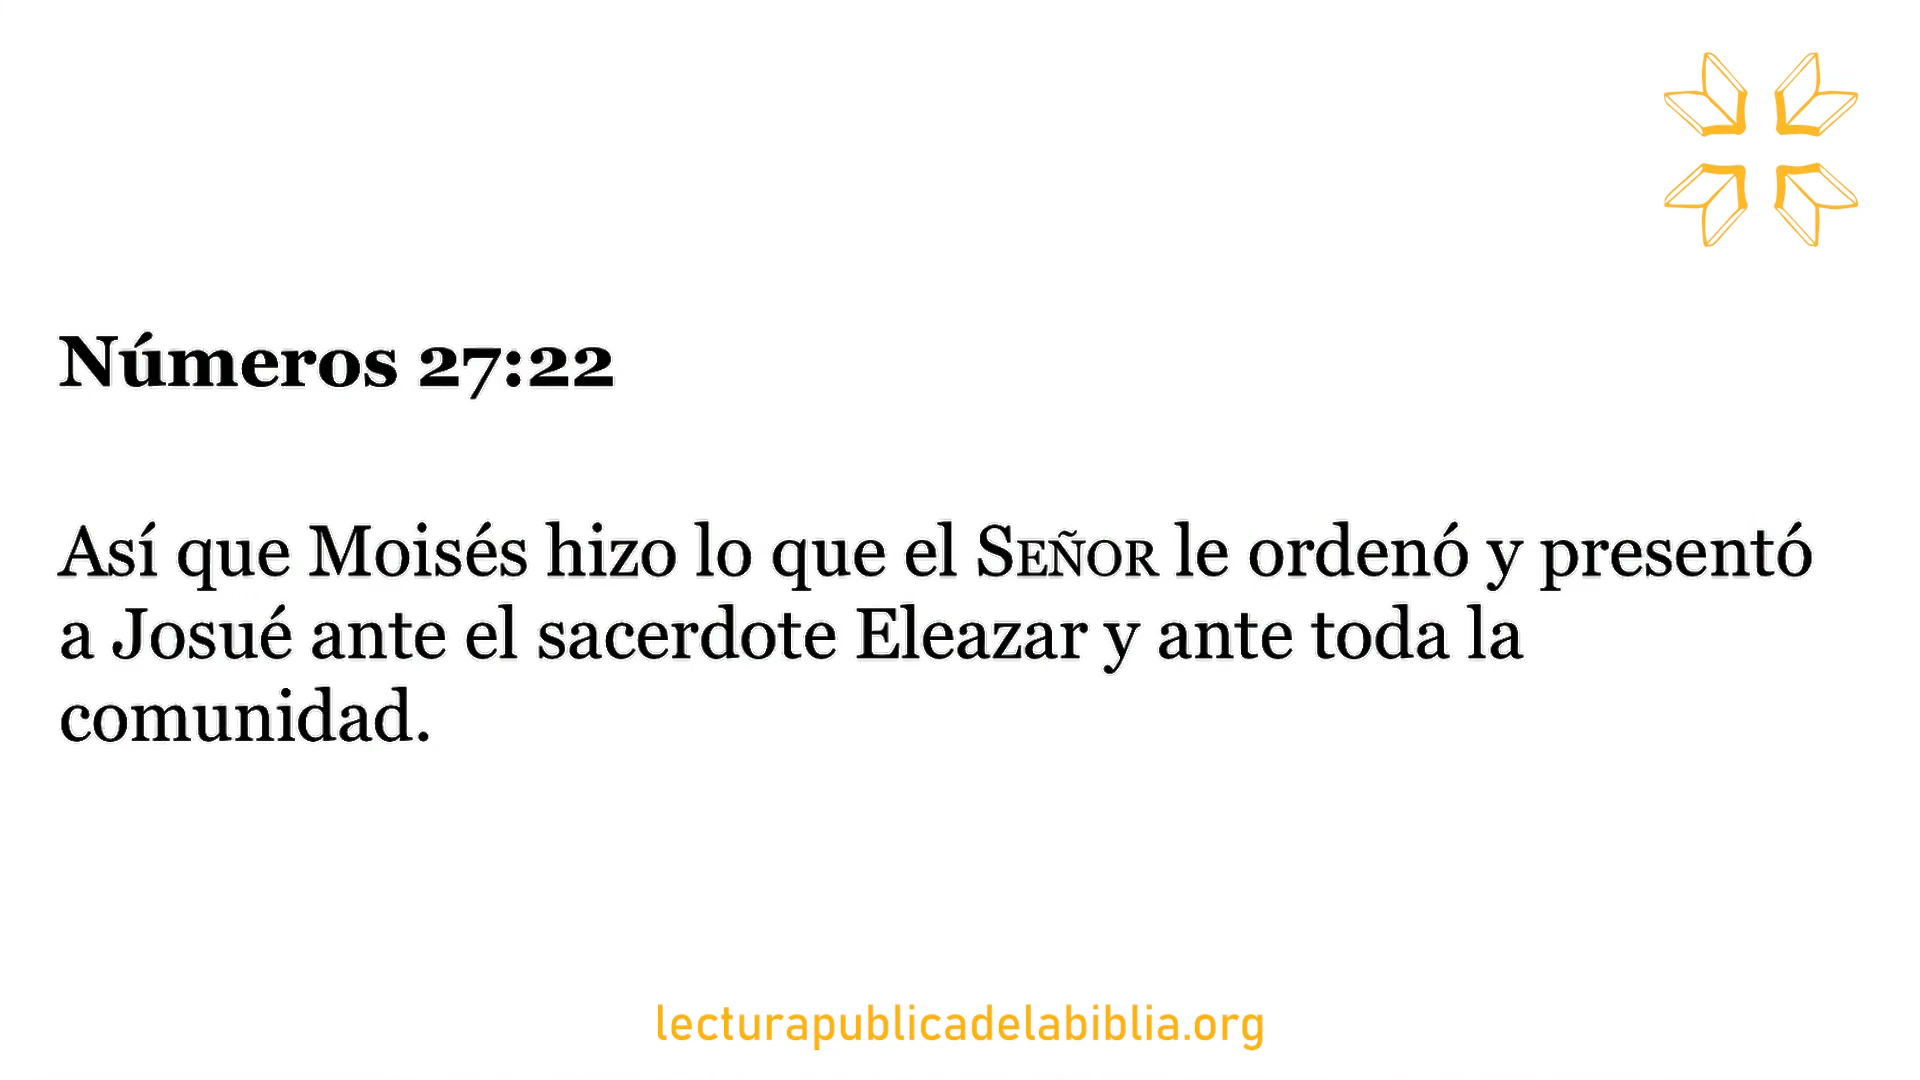 Números 27:22
Así que Moisés hizo lo que el SEÑOR le ordenó y presentó
a Josué ante el sacerdote Eleazar y ante toda la
comunidad.
lecturapublicadelabiblia.org